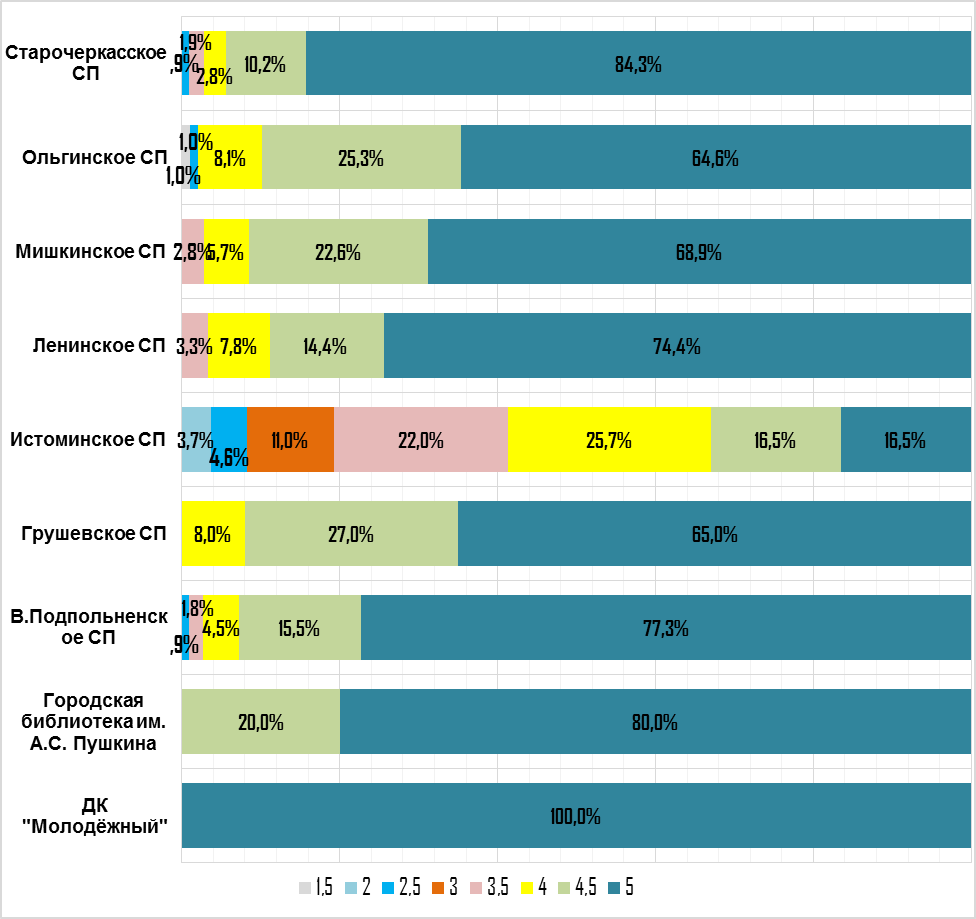 Старочеркасское
СП
1,9%
,9%
2,8%
10,2%
84,3%
Ольгинское СП
1,0%
1,0%
8,1%
25,3%
64,6%
Мишкинское СП
2,8%
5,7%
22,6%
68,9%
Ленинское СП
3,3%
7,8%
14,4%
74,4%
Истоминское СП
3,7%
4,6%
11,0%
22,0%
25,7%
16,5%
16,5%
Грушевское СП
8,0%
27,0%
65,0%
В.Подпольненск
ое СП
1,8%
,9%
4,5%
15,5%
77,3%
Городская
библиотека им.
А.С. Пушкина
20,0%
80,0%
ДК
"Молодёжный"
100,0%
1,5 2 2,5 3 3,5 4 4,5 5